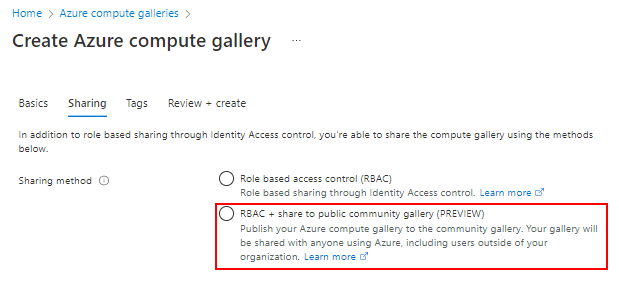 Home > Azure compute galleries >
Create Azure compute gallery ...
Basics Sharing Tags Review + create
In addition to role based sharing through Identity Access control, you're able to share the compute gallery using the methods
below.
Sharing method
Role based access control (RBAC)
Role based sharing through Identity Access control. Learn more
RBAC + share to public community gallery (PREVIEW)
Publish your Azure compute gallery to the community gallery. Your gallery will
be shared with anyone using Azure, including users outside of your
organization. Learn more